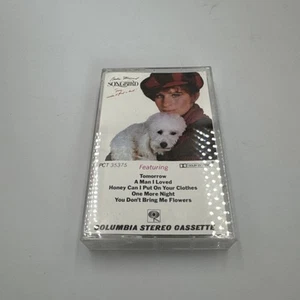 SONGBIRD
PCT 35375
Featuring
Tomorrow
A Man I Loved
Honey Can I Put On Your Clothes
One More Night
You Don't Bring Me Flowers
COLUMBIA STEREO CASSETTE